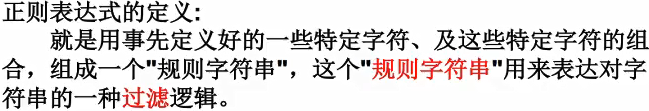 正则表达式的定义:
就是用事先定义好的一些特定字符、及这些特定字符的组
合，组成一个"规则字符串"，这个"规则字符串"用来表达对字
符串的一种过滤逻辑。